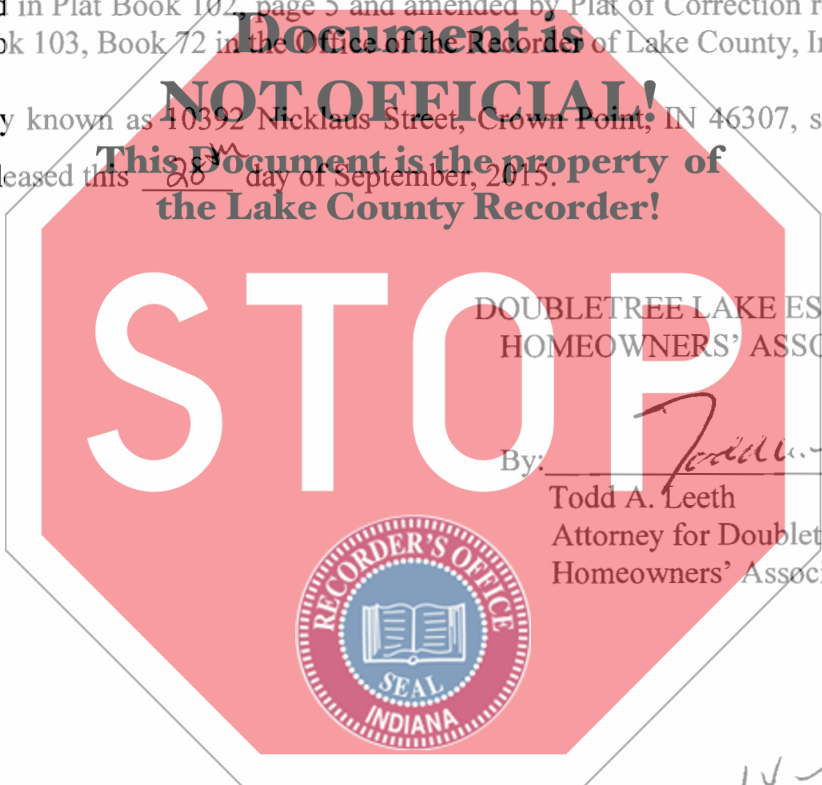 d in Plat Book 102, page 5 and amended by Plat of Correction r
Document is
ok 103, Book 72 in the Office of the Recorder of Lake County, I
NOT OFFICIAL!
y known as 10392 Nicklaus Street, Crown Point, IN 46307, s
This Document is the property of
leased this 28th day of September, 2015.
the Lake County Recorder!
STOP
DOUBLETREE LAKE ES
HOMEOWNERS' ASSO
By:
Todd A. Leeth
Attorney for Doublet
Homeowners' Associ
RECORDER'S OFFICE
SEAL
INDIANA